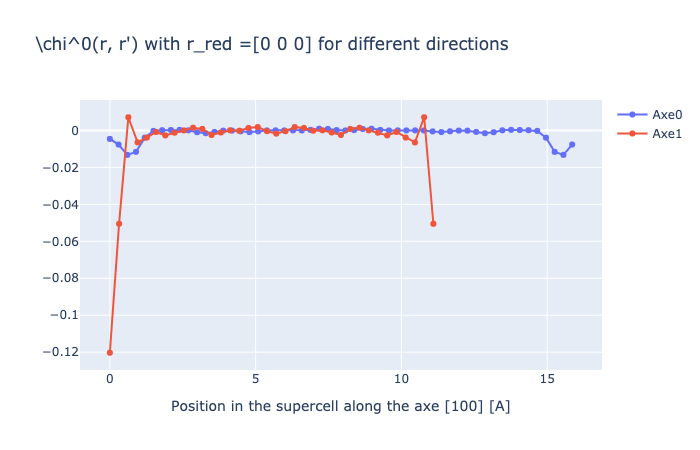 \chi^0(r, r') with r_red =[0 0 0] for different directions
Axe0
Axe1
0
−0.02
−0.04
−0.06
−0.08
−0.1
−0.12
0 5 10 15
Position in the supercell along the axe [100] [A]